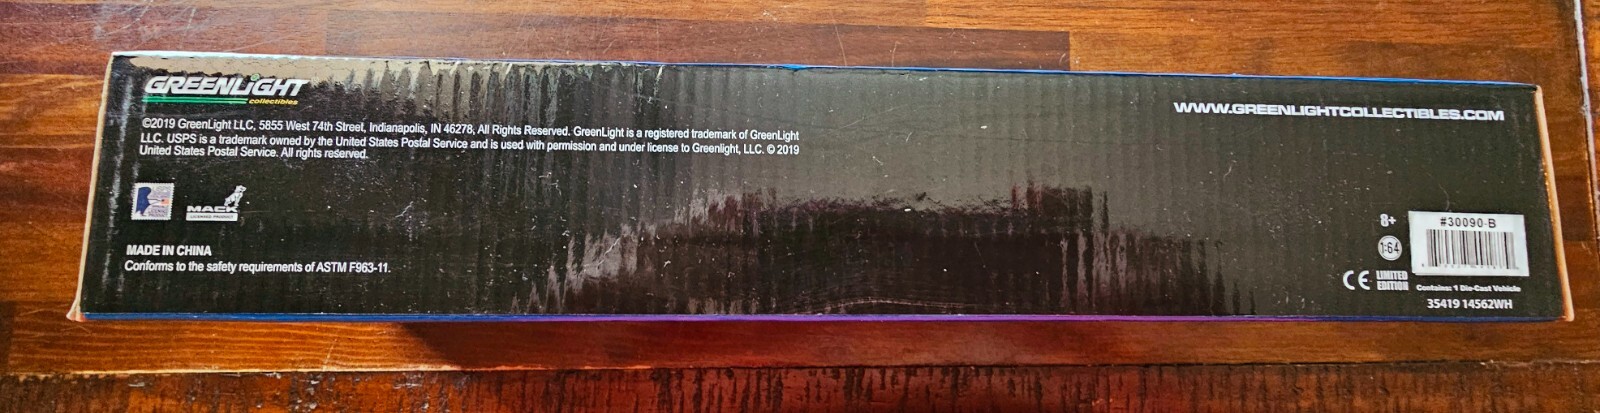 GREENLIGHT
collectibles
WWW.GREENLIGHTCOLLECTIBLES.COM
©2019 GreenLight LLC, 5855 West 74th Street, Indianapolis, IN 46278, All Rights Reserved. GreenLight is a registered trademark of GreenLight
LLC. USPS is a trademark owned by the United States Postal Service and is used with permission and under license to Greenlight, LLC. © 2019
United States Postal Service. All rights reserved.
MACK
LICENSED PRODUCT
MADE IN CHINA
Conforms to the safety requirements of ASTM F963-11.
8+
#30090-B
1:64
CE
LIMITED
EDITION
Contains: 1 Die-Cast Vehicle
35419 14562WH